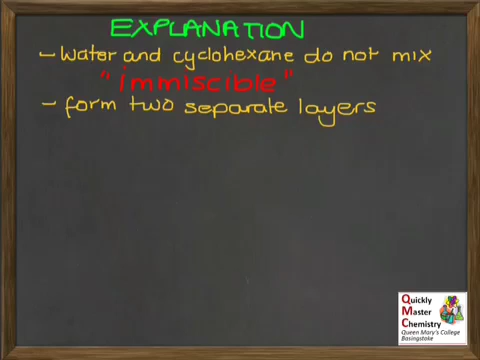 EXPLANATION
- Water and cyclohexane do not mix
"immiscible"
- form two separate layers
Quickly
Master
Chemistry
Queen Mary's College
Basingstoke